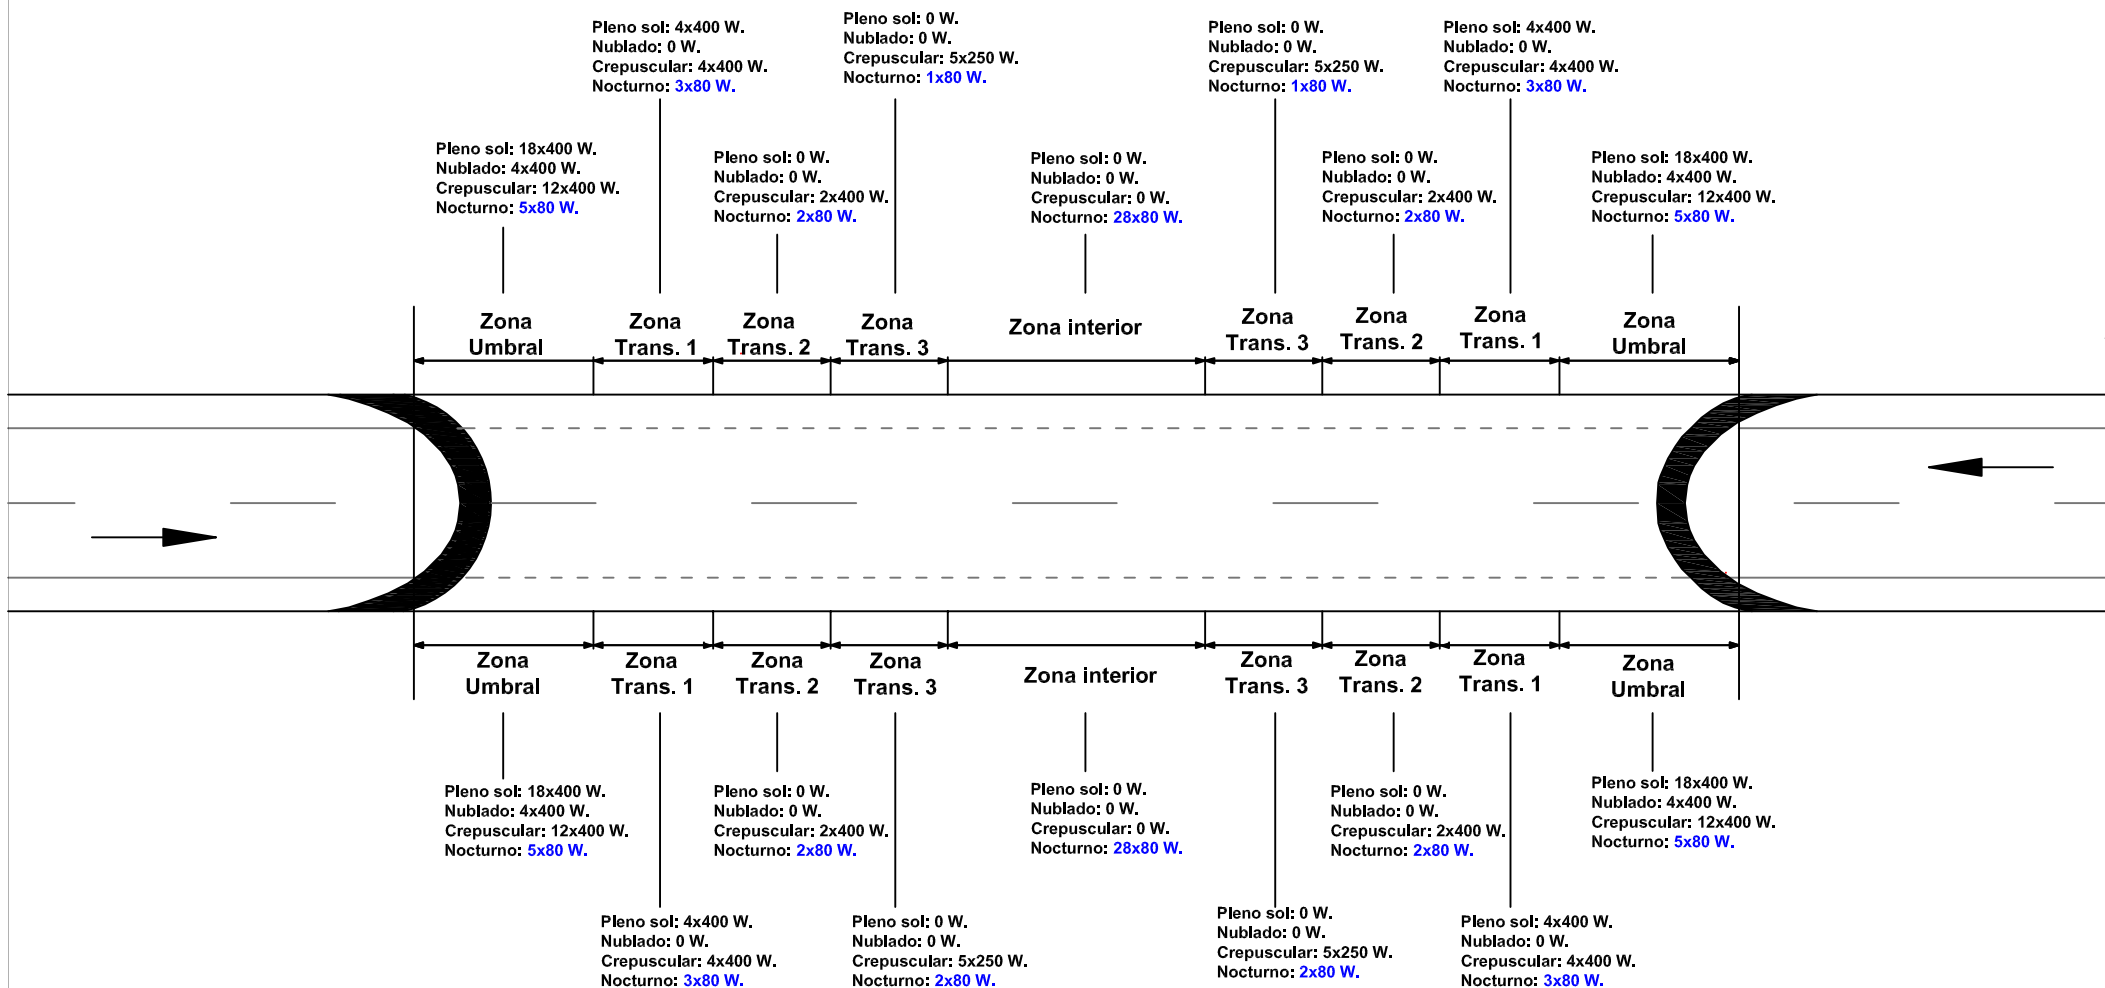 Pleno sol: 4x400 W.
Nublado: 0 W.
Crepuscular: 4x400 W.
Nocturno: 3x80 W.
Pleno sol: 0 W.
Nublado: 0 W.
Crepuscular: 5x250 W.
Nocturno: 1x80 W.
Pleno sol: 0 W.
Nublado: 0 W.
Crepuscular: 5x250 W.
Nocturno: 1x80 W.
Pleno sol: 4x400 W.
Nublado: 0 W.
Crepuscular: 4x400 W.
Nocturno: 3x80 W.
Pleno sol: 18x400 W.
Nublado: 4x400 W.
Crepuscular: 12x400 W.
Nocturno: 5x80 W.
Pleno sol: 0 W.
Nublado: 0 W.
Crepuscular: 2x400 W.
Nocturno: 2x80 W.
Pleno sol: 0 W.
Nublado: 0 W.
Crepuscular: 0 W.
Nocturno: 28x80 W.
Pleno sol: 0 W.
Nublado: 0 W.
Crepuscular: 2x400 W.
Nocturno: 2x80 W.
Pleno sol: 18x400 W.
Nublado: 4x400 W.
Crepuscular: 12x400 W.
Nocturno: 5x80 W.
Zona
Umbral
Zona
Trans. 1
Zona
Trans. 2
Zona
Trans. 3
Zona interior
Zona
Trans. 3
Zona
Trans. 2
Zona
Trans. 1
Zona
Umbral
Zona
Umbral
Zona
Trans. 1
Zona
Trans. 2
Zona
Trans. 3
Zona interior
Zona
Trans. 3
Zona
Trans. 2
Zona
Trans. 1
Zona
Umbral
Pleno sol: 18x400 W.
Nublado: 4x400 W.
Crepuscular: 12x400 W.
Nocturno: 5x80 W.
Pleno sol: 0 W.
Nublado: 0 W.
Crepuscular: 2x400 W.
Nocturno: 2x80 W.
Pleno sol: 0 W.
Nublado: 0 W.
Crepuscular: 0 W.
Nocturno: 28x80 W.
Pleno sol: 0 W.
Nublado: 0 W.
Crepuscular: 2x400 W.
Nocturno: 2x80 W.
Pleno sol: 18x400 W.
Nublado: 4x400 W.
Crepuscular: 12x400 W.
Nocturno: 5x80 W.
Pleno sol: 4x400 W.
Nublado: 0 W.
Crepuscular: 4x400 W.
Nocturno: 3x80 W.
Pleno sol: 0 W.
Nublado: 0 W.
Crepuscular: 5x250 W.
Nocturno: 2x80 W.
Pleno sol: 0 W.
Nublado: 0 W.
Crepuscular: 5x250 W.
Nocturno: 2x80 W.
Pleno sol: 4x400 W.
Nublado: 0 W.
Crepuscular: 4x400 W.
Nocturno: 3x80 W.